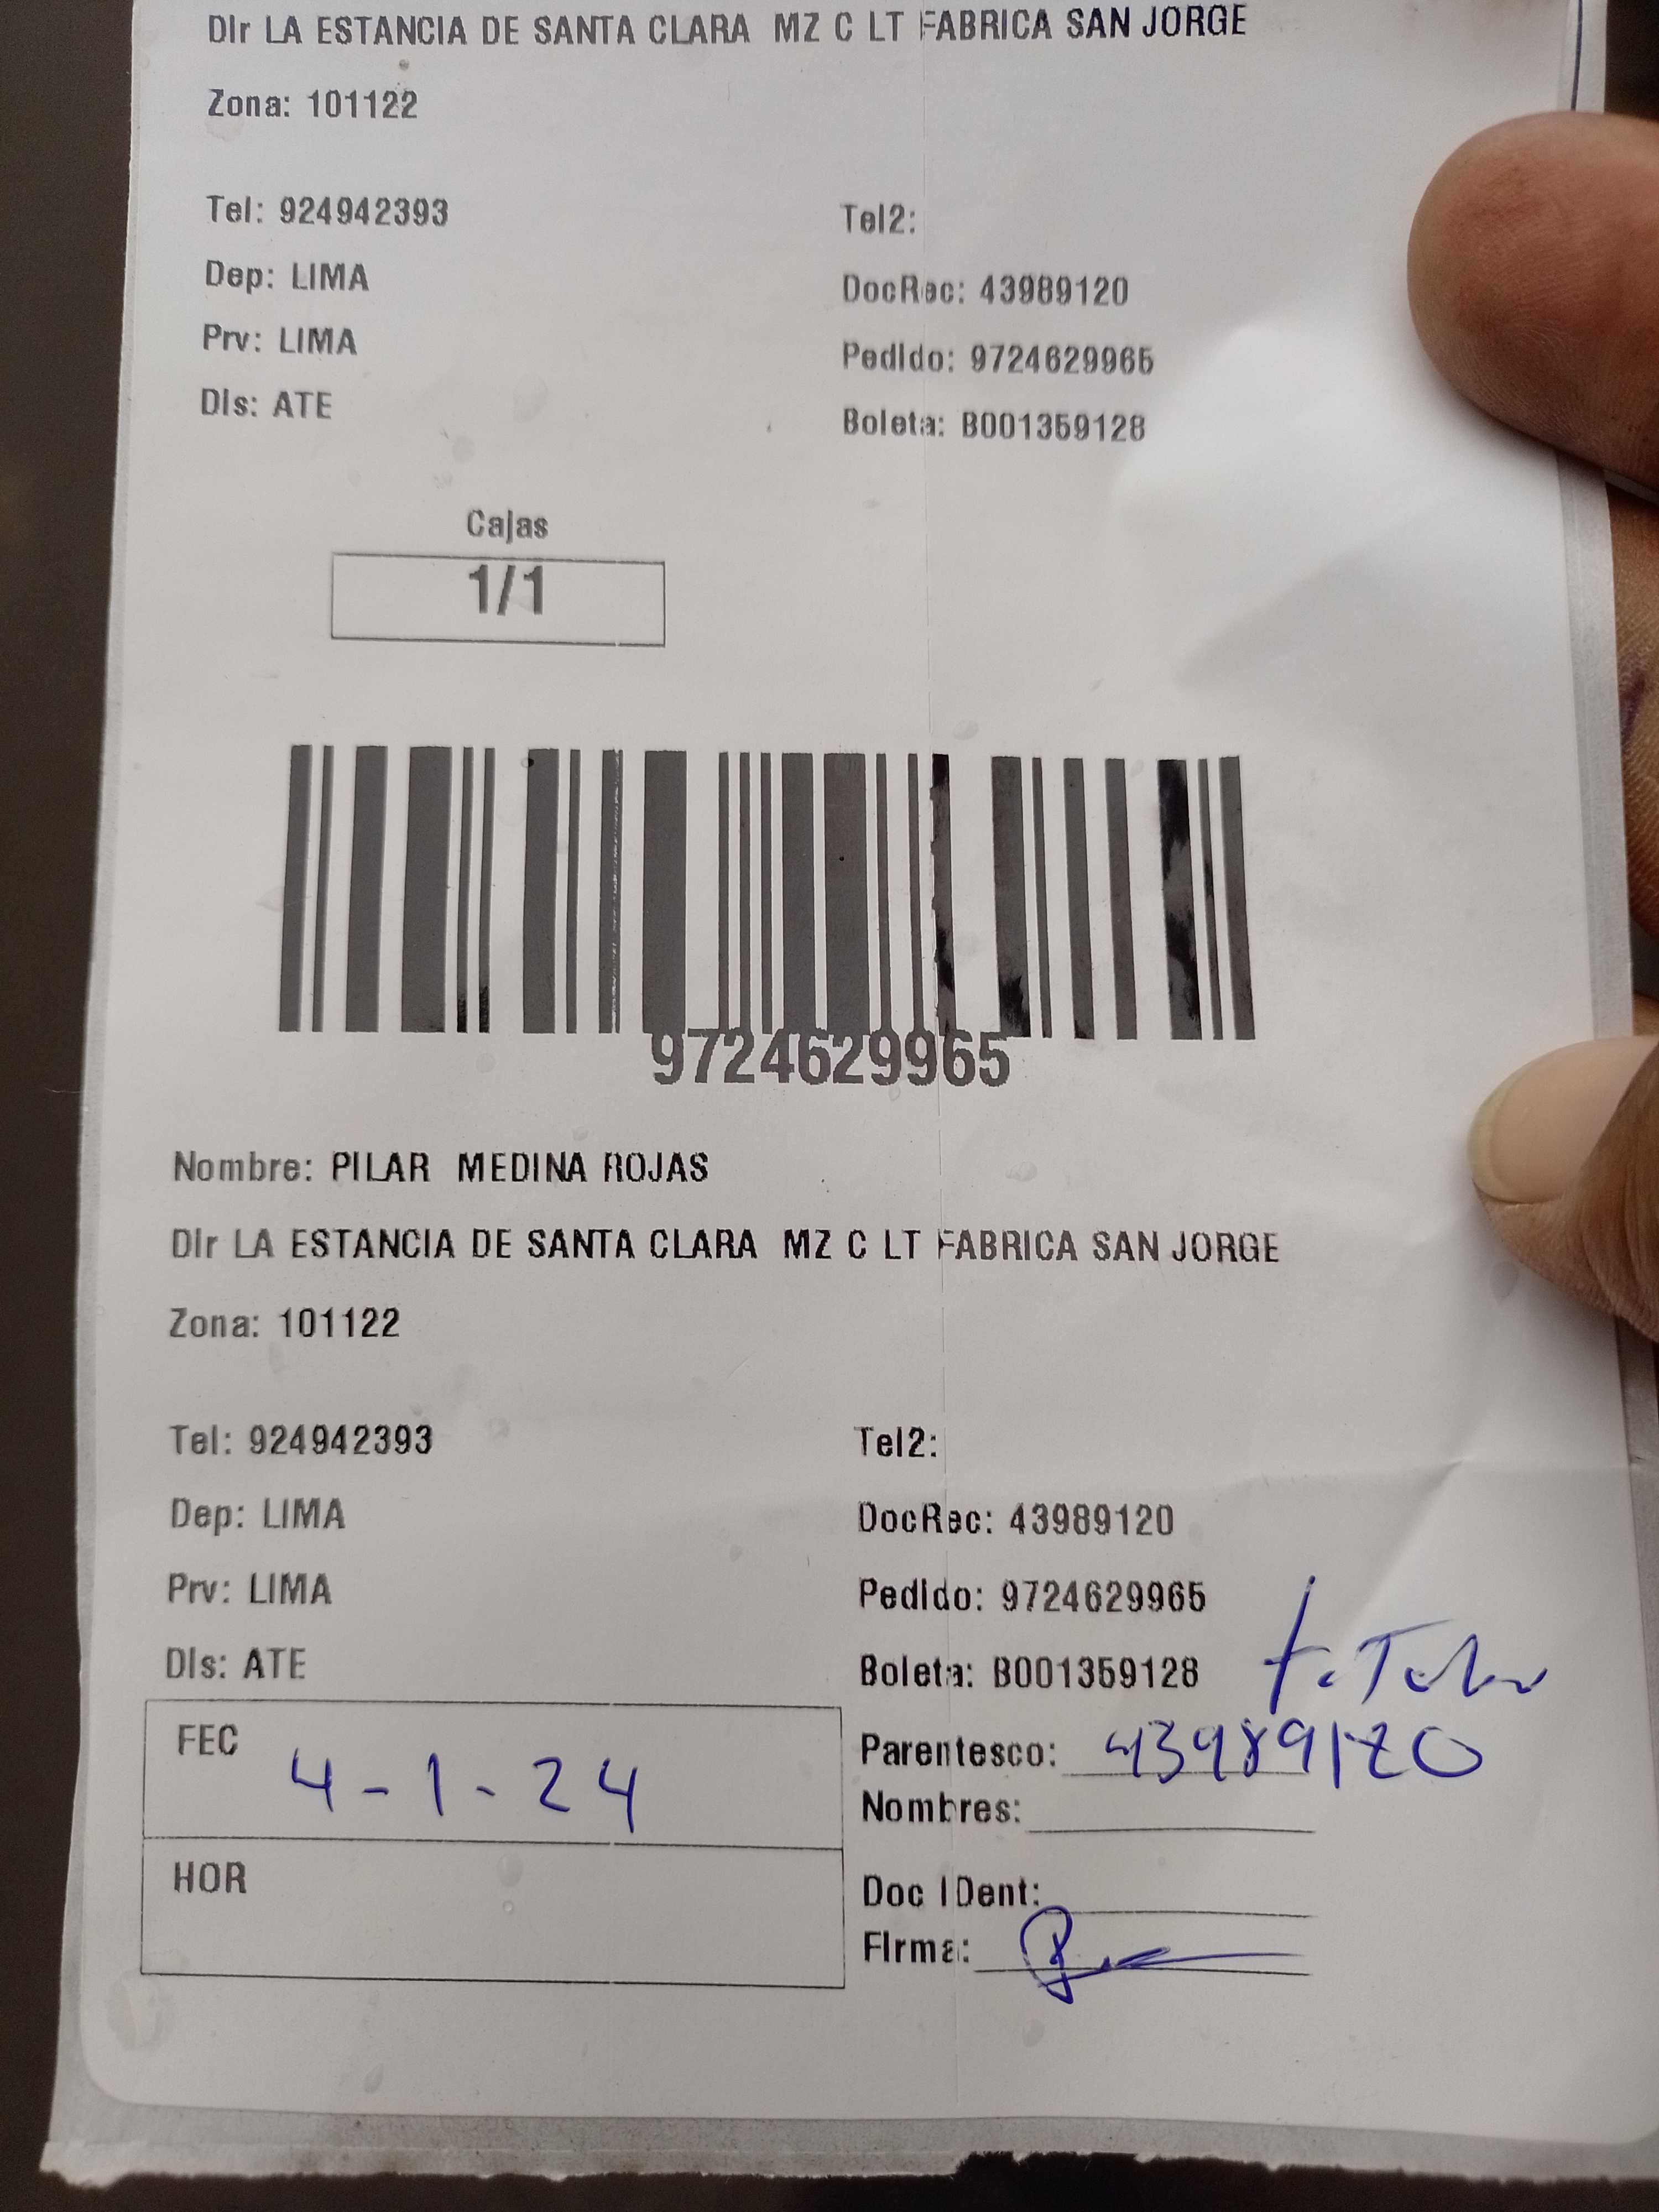 Dir LA ESTANCIA DE SANTA CLARA MZ C LT FABRICA SAN JORGE
Zona: 101122
Tel: 924942393
Tel2:
Dep: LIMA
DocRec: 43989120
Prv: LIMA
Pedido: 9724629965
Dis: ATE
Boleta: B001359128
Cajas
1/1
9724629965
Nombre: PILAR MEDINA ROJAS
Dir LA ESTANCIA DE SANTA CLARA MZ C LT FABRICA SAN JORGE
Zona: 101122
Tel: 924942393
Tel2:
Dep: LIMA
DocRec: 43989120
Prv: LIMA
Pedido: 9724629965
Dis: ATE
Boleta: B001359128
FEC 4-1-24
Parentesco: 43989120
Nombres:
HOR
Doc IDent:
Firma: